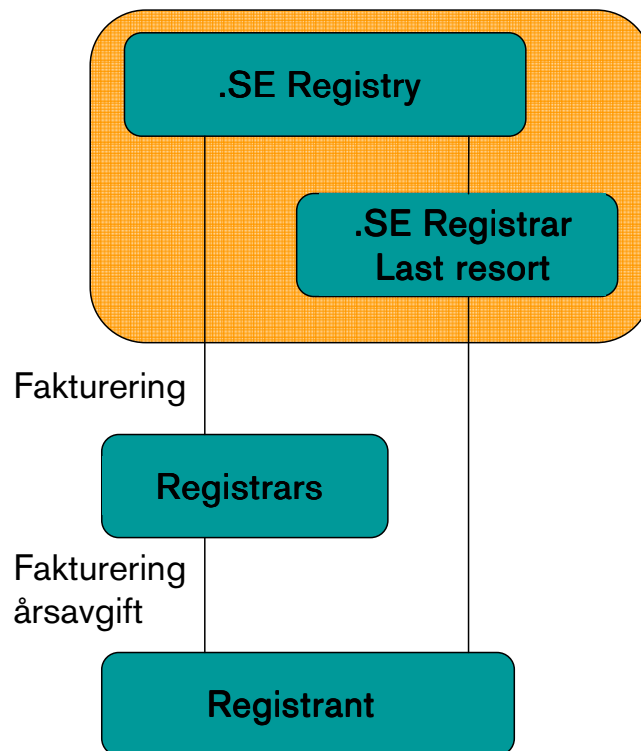 .SE Registry
.SE Registrar
Last resort
Fakturering
Registrars
Fakturering
årsavgift
Registrant